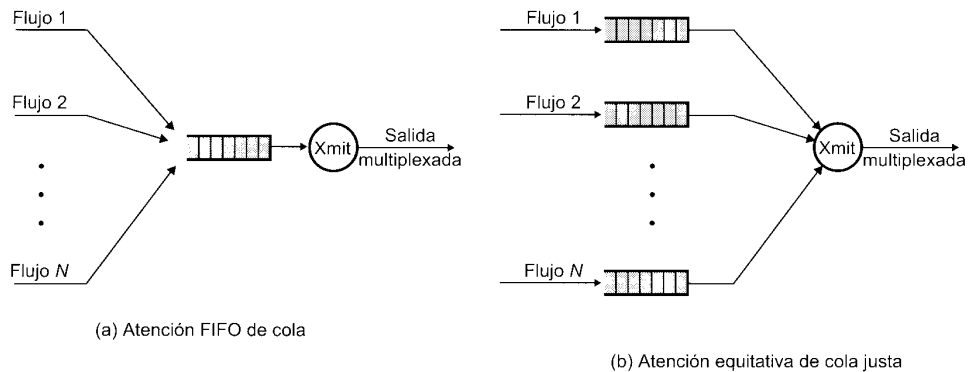 Flujo 1
Flujo 2
Flujo N
Xmit
Salida
multiplexada
(a) Atención FIFO de cola
Flujo 1
Flujo 2
Flujo N
Xmit
Salida
multiplexada
(b) Atención equitativa de cola justa